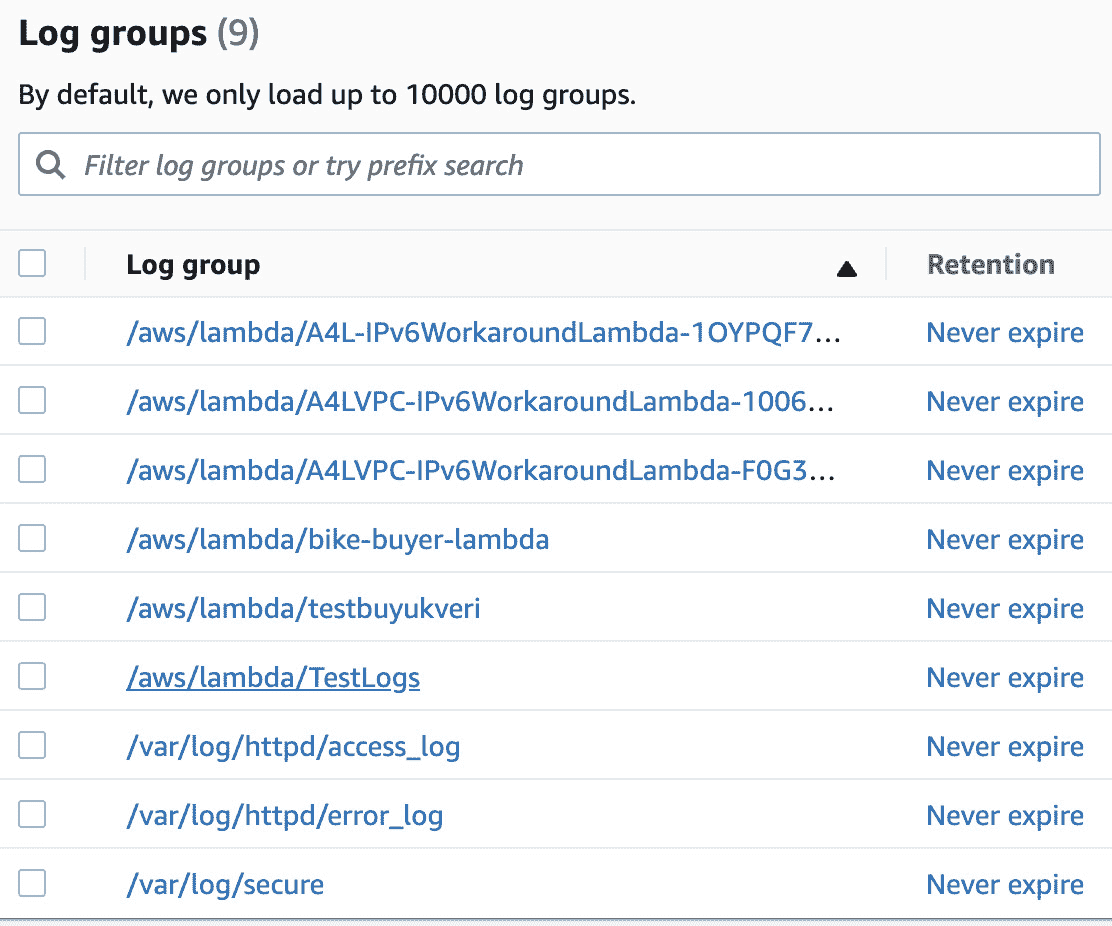 Log groups (9)
By default, we only load up to 10000 log groups.
Filter log groups or try prefix search
Log group Retention
/aws/lambda/A4L-IPv6WorkaroundLambda-1OYPQF7... Never expire
/aws/lambda/A4LVPC-IPv6WorkaroundLambda-1006... Never expire
/aws/lambda/A4LVPC-IPv6WorkaroundLambda-F0G3... Never expire
/aws/lambda/bike-buyer-lambda Never expire
/aws/lambda/testbuyukveri Never expire
/aws/lambda/TestLogs Never expire
/var/log/httpd/access_log Never expire
/var/log/httpd/error_log Never expire
/var/log/secure Never expire